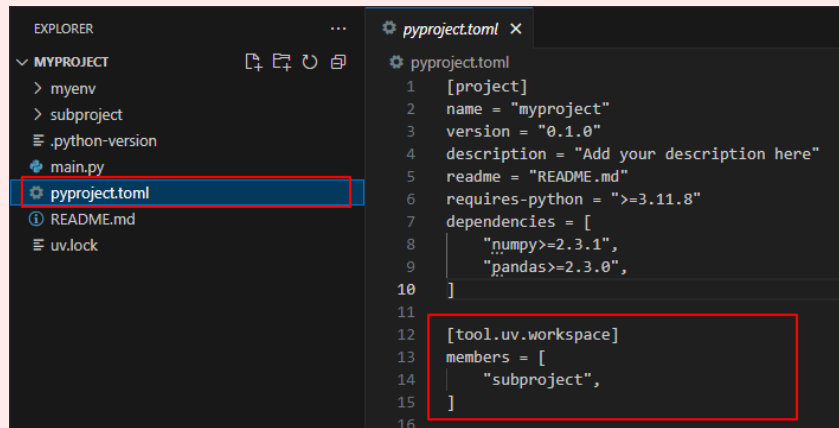 EXPLORER
...
MYPROJECT
myenv
subproject
.python-version
main.py
pyproject.toml
README.md
uv.lock
pyproject.toml
pyproject.toml
1 [project]
2 name = "myproject"
3 version = "0.1.0"
4 description = "Add your description here"
5 readme = "README.md"
6 requires-python = ">=3.11.8"
7 dependencies = [
8     "numpy>=2.3.1",
9     "pandas>=2.3.0",
10 ]
11
12 [tool.uv.workspace]
13 members = [
14     "subproject",
15 ]
16